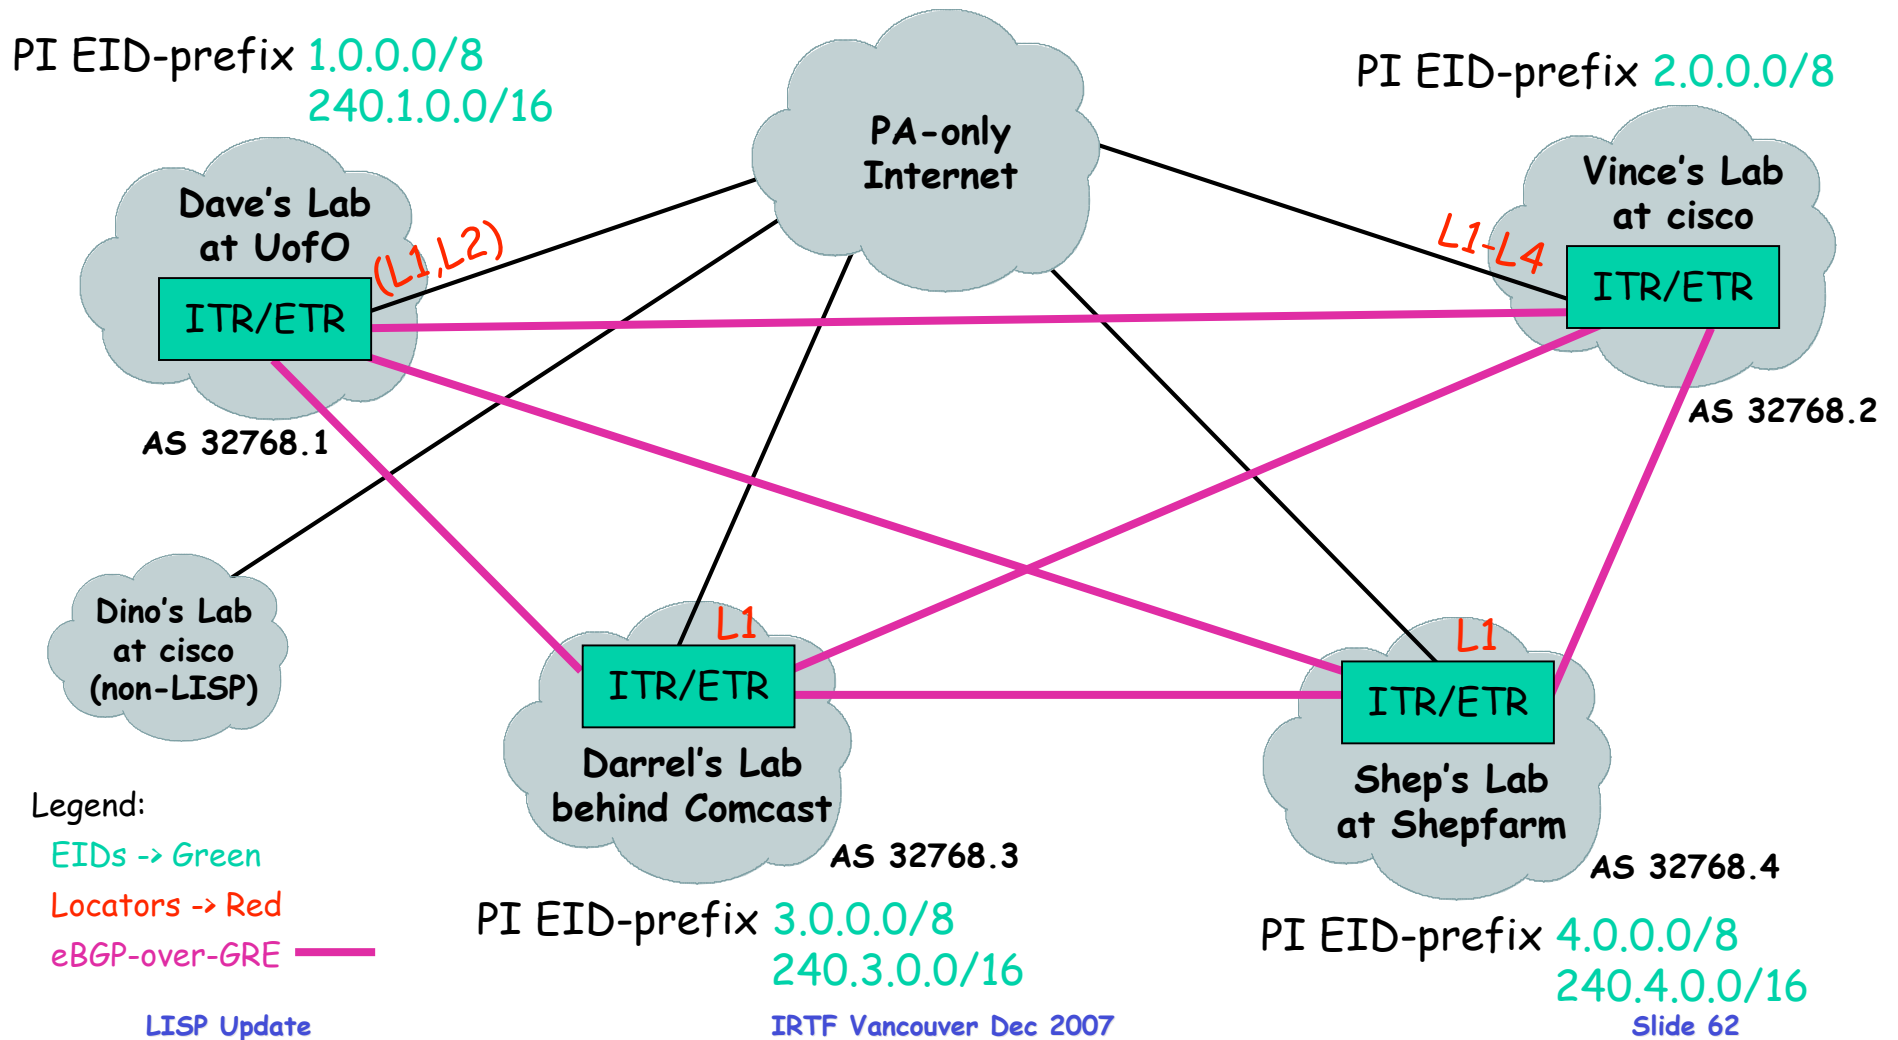 PI EID-prefix 1.0.0.0/8
240.1.0.0/16
PA-only
Internet
PI EID-prefix 2.0.0.0/8
Dave's Lab
at UofO
(L1,L2)
ITR/ETR
AS 32768.1
Vince's Lab
at cisco
L1-L4
ITR/ETR
AS 32768.2
Dino's Lab
at cisco
(non-LISP)
L1
ITR/ETR
Darrel's Lab
behind Comcast
AS 32768.3
PI EID-prefix 3.0.0.0/8
240.3.0.0/16
L1
ITR/ETR
Shep's Lab
at Shepfarm
AS 32768.4
PI EID-prefix 4.0.0.0/8
240.4.0.0/16
Legend:
EIDs -> Green
Locators -> Red
eBGP-over-GRE
LISP Update
IRTF Vancouver Dec 2007
Slide 62